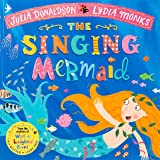 JULIA DONALDSON LYDIA MONKS
THE
SINGING
MERMAID